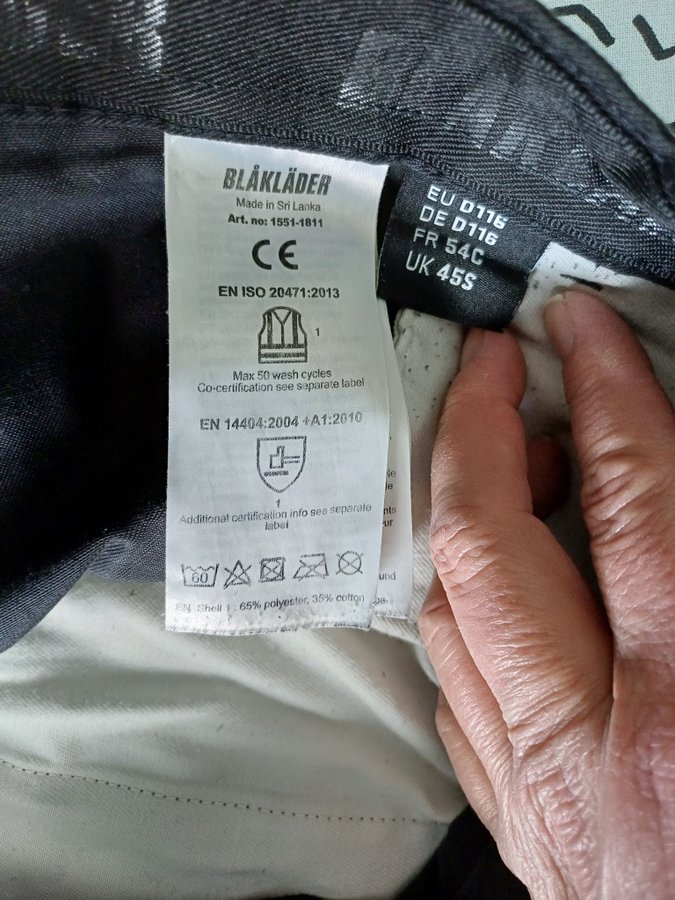 BLÅKLÄDER
Made in Sri Lanka
Art. no: 1551-1811
CE
EN ISO 20471:2013
1
Max 50 wash cycles
Co-certification see separate label
EN 14404:2004 +A1:2010
1
Additional certification info see separate
label
60
EN Shell 1: 65% polyester, 35% cotton
EU D116
DE D116
FR 54C
UK 45S
und